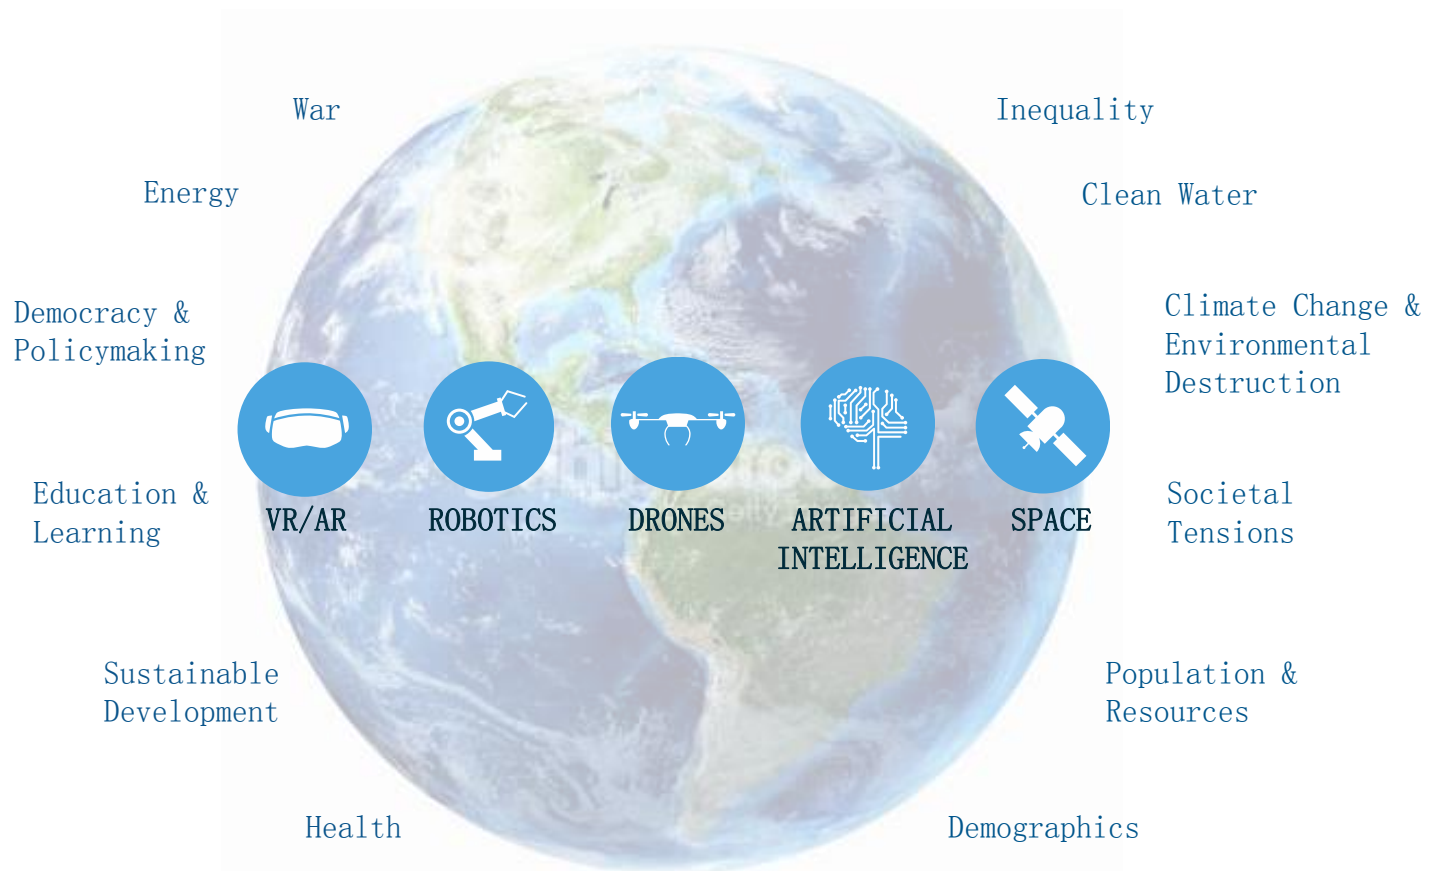 War
Inequality
Energy
Clean Water
Democracy &
Policymaking
Climate Change &
Environmental
Destruction
Education &
Learning
Societal
Tensions
VR/AR
ROBOTICS
DRONES
ARTIFICIAL
INTELLIGENCE
SPACE
Sustainable
Development
Population &
Resources
Health
Demographics